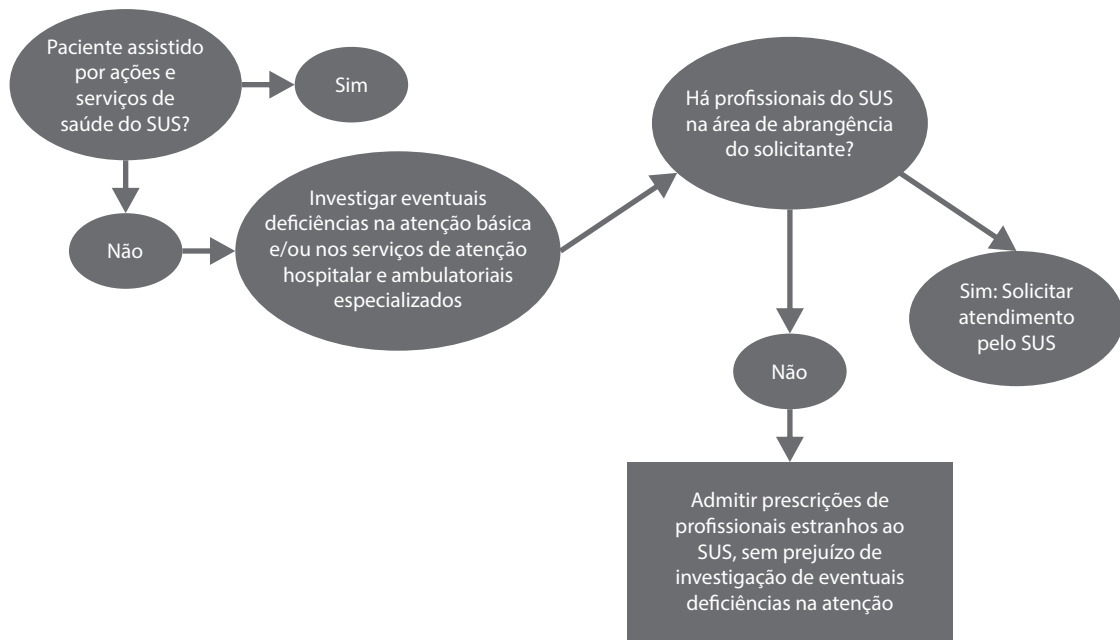 Paciente assistido
por ações e
serviços de
saúde do SUS?
Sim
Não
Investigar eventuais
deficiências na atenção básica
e/ou nos serviços de atenção
hospitalar e ambulatoriais
especializados
Há profissionais do SUS
na área de abrangência
do solicitante?
Sim: Solicitar
atendimento
pelo SUS
Não
Admitir prescrições de
profissionais estranhos ao
SUS, sem prejuízo de
investigação de eventuais
deficiências na atenção